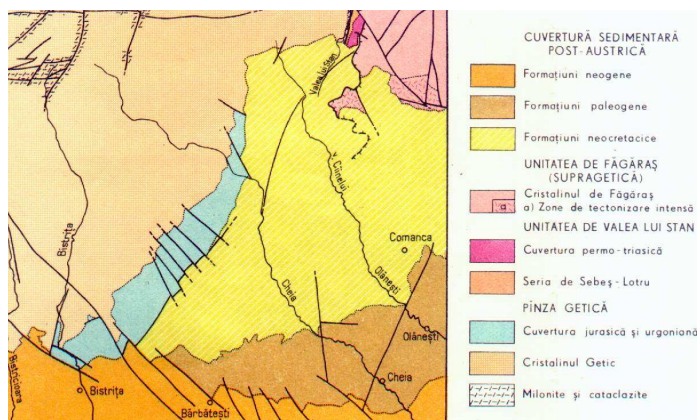 Valea lui Stan
V. Cîinelui
Comanca
Bistrița
Cheia
Olănești
Olănești
Bistricioara
Bistrița
Bărbătești
Cheia
CUVERTURĂ SEDIMENTARĂ
POST-AUSTRICĂ
Formațiuni neogene
Formațiuni paleogene
Formațiuni neocretacice
UNITATEA DE FĂGĂRAȘ
(SUPRAGETICĂ)
Cristalinul de Făgăraș
a
a) Zone de tectonizare intensă
UNITATEA DE VALEA LUI STAN
Cuvertura permo-triasică
Seria de Sebeș-Lotru
PÎNZA GETICĂ
Cuvertura jurasică și urgoniană
Cristalinul Getic
Milonite și cataclazite